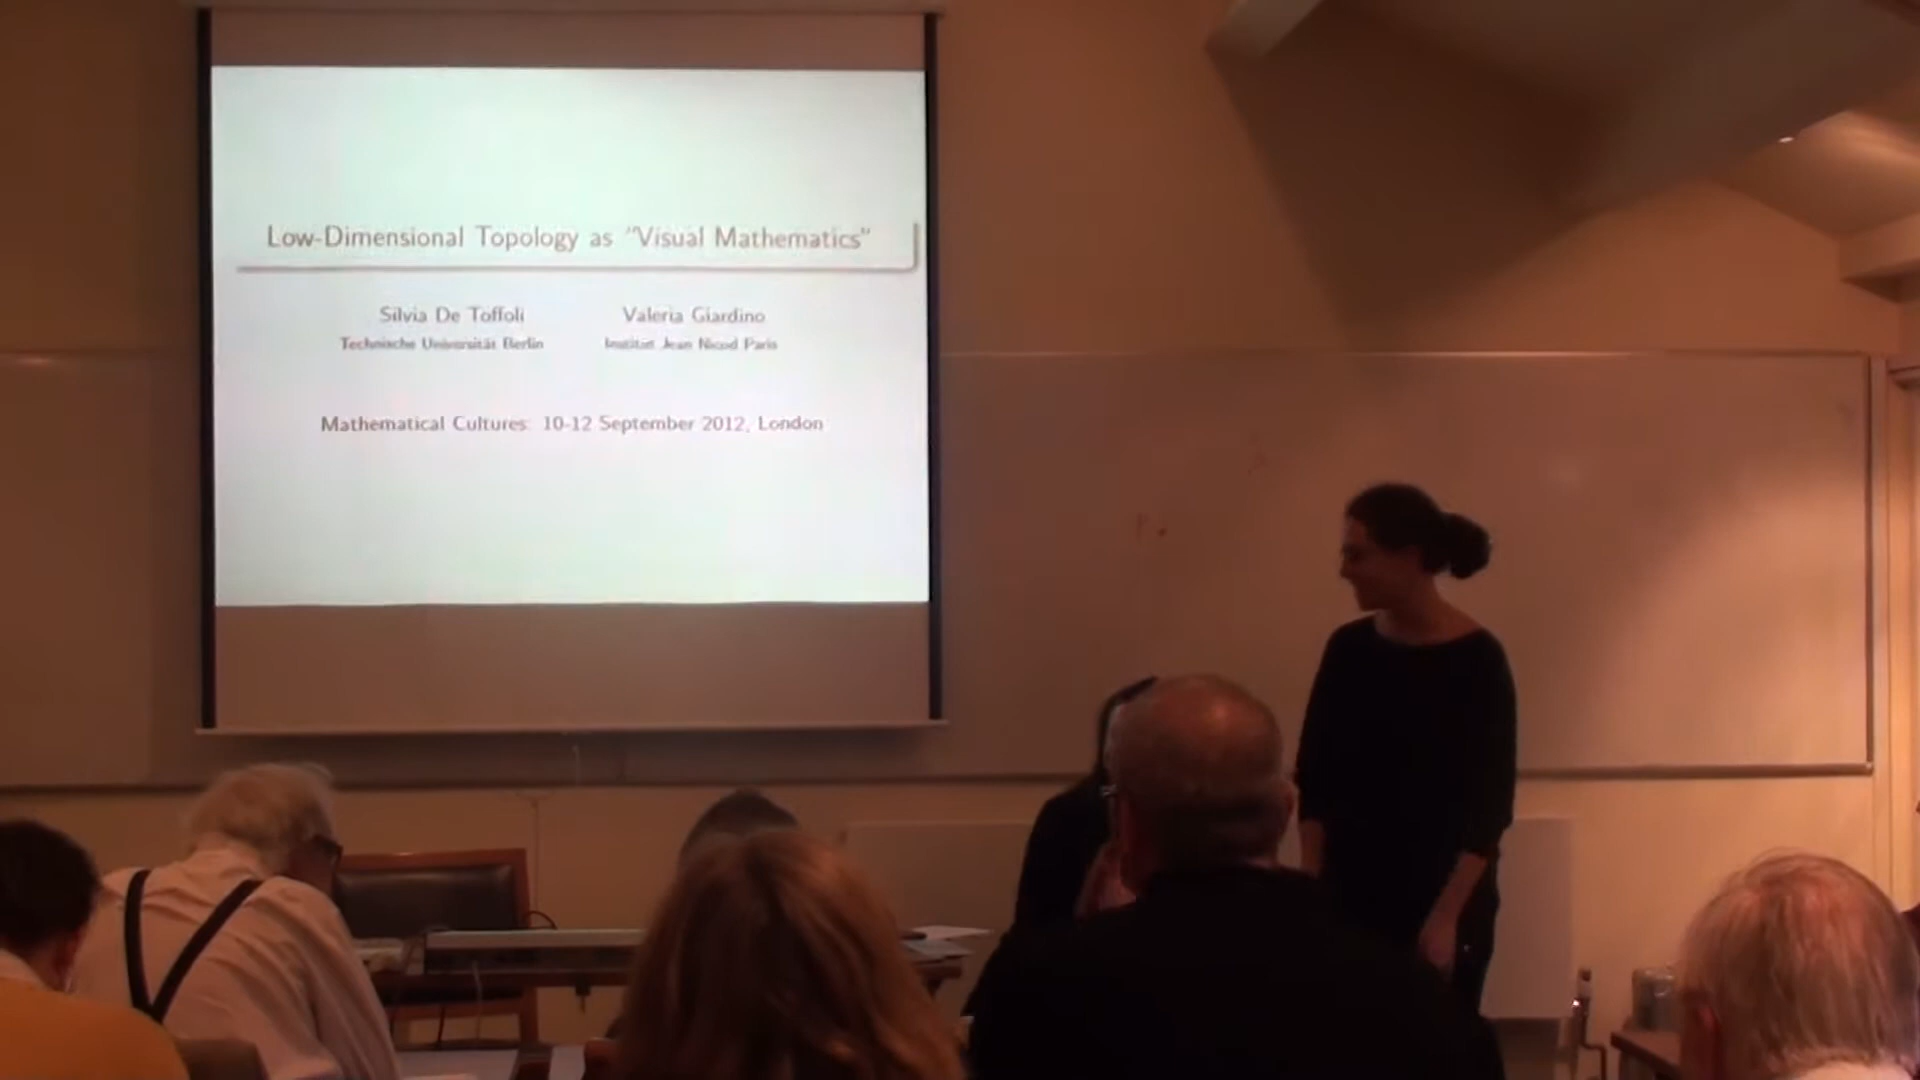 Low-Dimensional Topology as "Visual Mathematics"
Silvia De Toffoli
Technische Universität Berlin
Valeria Giardino
Institut Jean Nicod Paris
Mathematical Cultures: 10-12 September 2012, London